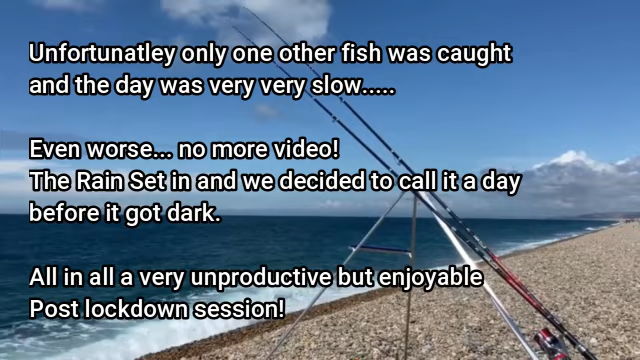 Unfortunatley only one other fish was caught
and the day was very very slow.....
Even worse... no more video!
The Rain Set in and we decided to call it a day
before it got dark.
All in all a very unproductive but enjoyable
Post lockdown session!